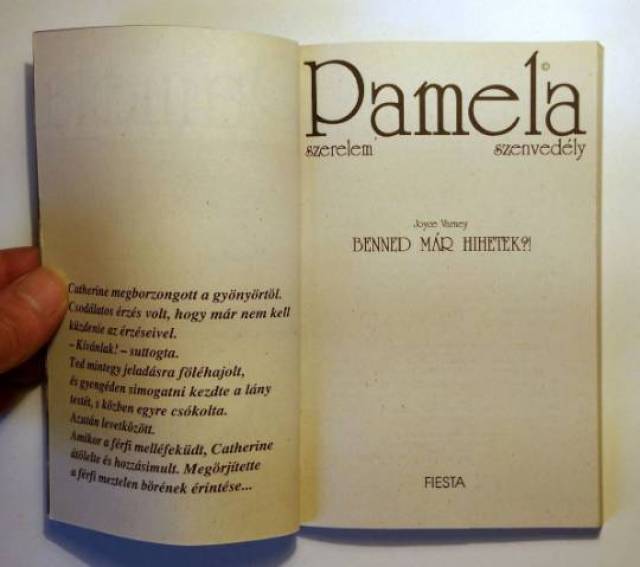 Catherine megborzongott a gyönyörtől.
Csodálatos érzés volt, hogy már nem kell
küzdenie az érzéseivel.
– Kívánlak! – suttogta.
Ted mintegy jeladásra föléhajolt,
és gyengéden simogatni kezdte a lány
testét, s közben egyre csókolta.
Azután levetkőzött.
Amikor a férfi melléfeküdt, Catherine
átölelte és hozzásimult. Megőrjítette
a férfi meztelen bőrének érintése...
Pamela©
szerelem szenvedély
Joyce Varney
BENNED MÁR HIHETEK?!
FIESTA